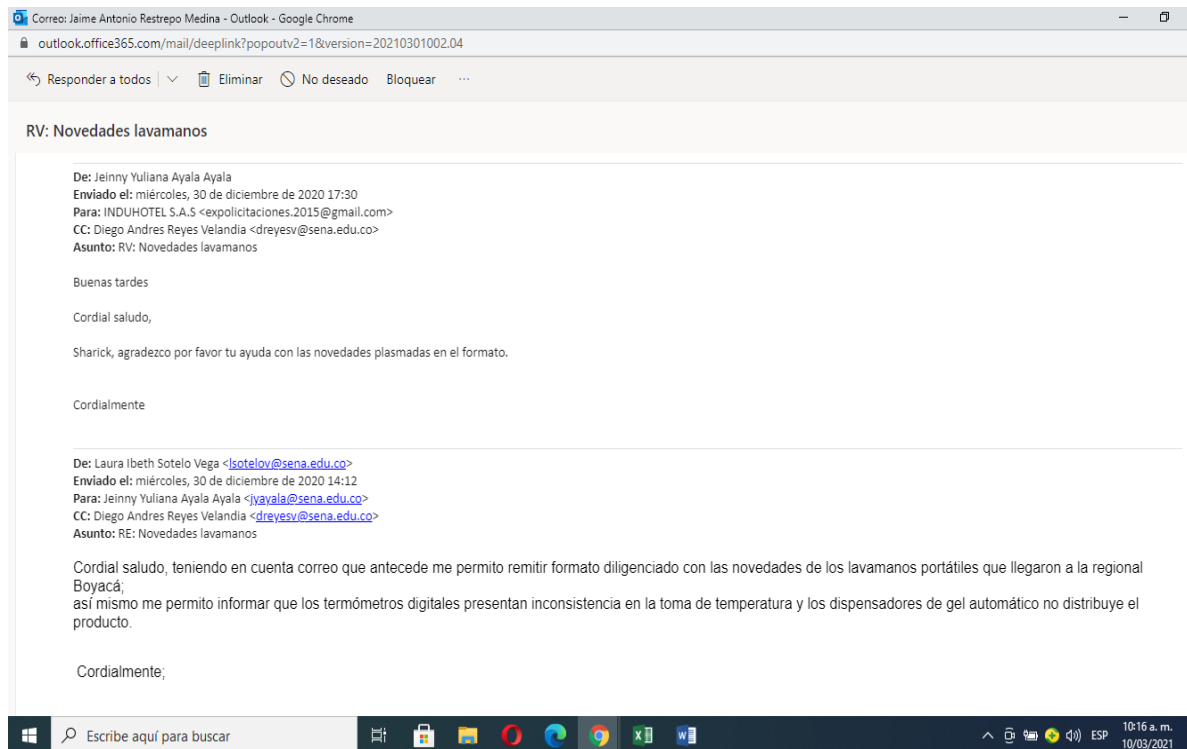 Correo: Jaime Antonio Restrepo Medina - Outlook - Google Chrome
outlook.office365.com/mail/deeplink?popoutv2=1&version=20210301002.04
Responder a todos Eliminar No deseado Bloquear ...
RV: Novedades lavamanos
De: Jeinny Yuliana Ayala Ayala
Enviado el: miércoles, 30 de diciembre de 2020 17:30
Para: INDUHOTEL S.A.S <expolicitaciones.2015@gmail.com>
CC: Diego Andres Reyes Velandia <dreyesv@sena.edu.co>
Asunto: RV: Novedades lavamanos
Buenas tardes
Cordial saludo,
Sharick, agradezco por favor tu ayuda con las novedades plasmadas en el formato.
Cordialmente
De: Laura Ibeth Sotelo Vega <lsotelov@sena.edu.co>
Enviado el: miércoles, 30 de diciembre de 2020 14:12
Para: Jeinny Yuliana Ayala Ayala <jyayala@sena.edu.co>
CC: Diego Andres Reyes Velandia <dreyesv@sena.edu.co>
Asunto: RE: Novedades lavamanos
Cordial saludo, teniendo en cuenta correo que antecede me permito remitir formato diligenciado con las novedades de los lavamanos portátiles que llegaron a la regional
Boyacá;
así mismo me permito informar que los termómetros digitales presentan inconsistencia en la toma de temperatura y los dispensadores de gel automático no distribuye el
producto.
Cordialmente;
Escribe aquí para buscar
ESP
10:16 a. m.
10/03/2021